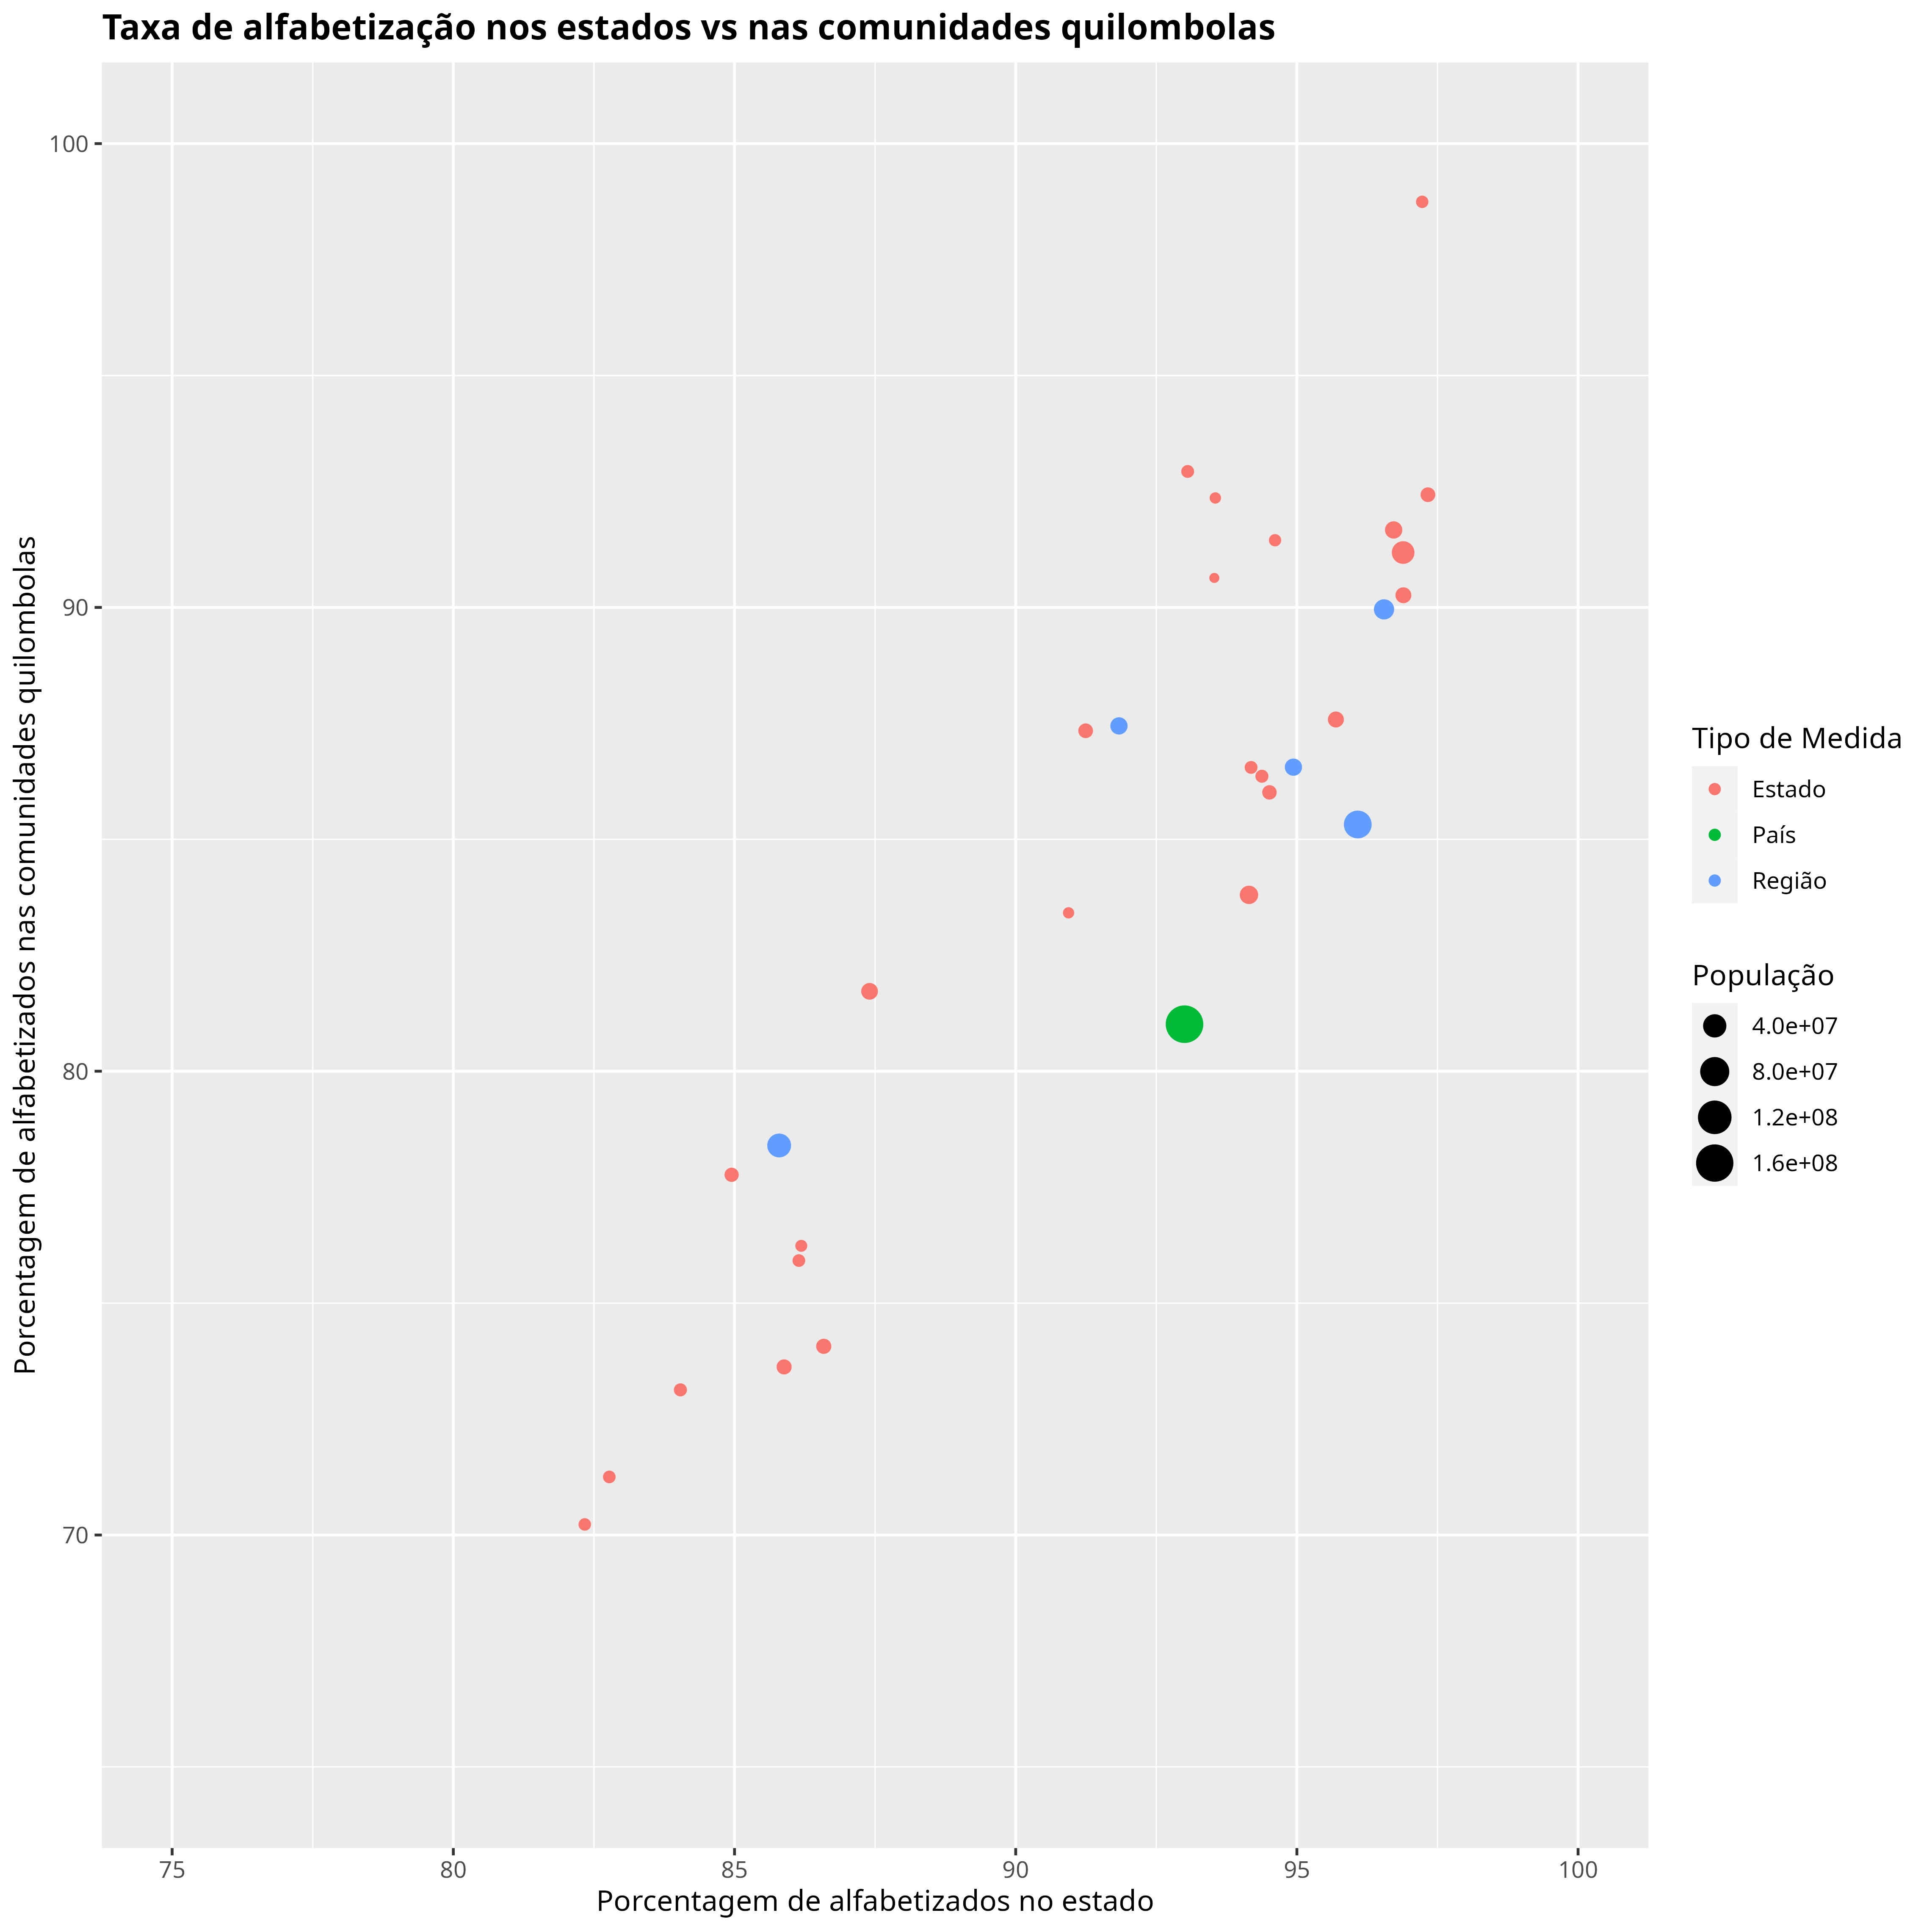 Taxa de alfabetização nos estados vs nas comunidades quilombolas
Porcentagem de alfabetizados nas comunidades quilombolas
100
90
80
70
75
80
85
90
95
100
Porcentagem de alfabetizados no estado
Tipo de Medida
Estado
País
Região
População
4.0e+07
8.0e+07
1.2e+08
1.6e+08